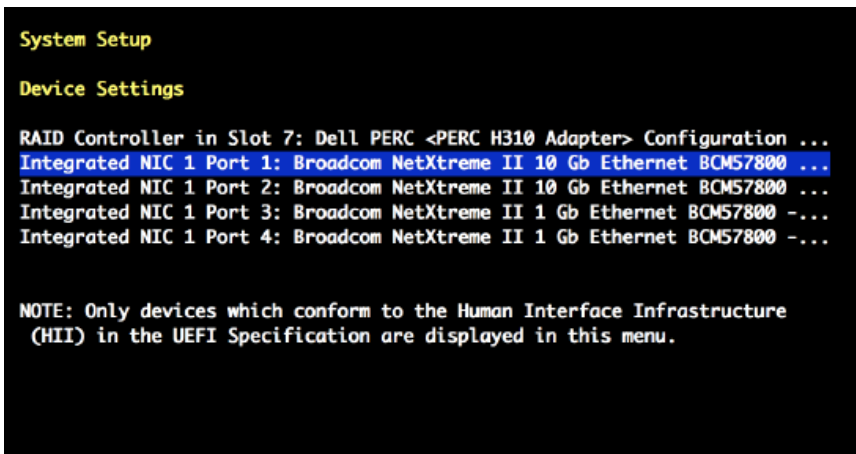 System Setup
Device Settings
RAID Controller in Slot 7: Dell PERC <PERC H310 Adapter> Configuration ...
Integrated NIC 1 Port 1: Broadcom NetXtreme II 10 Gb Ethernet BCM57800 ...
Integrated NIC 1 Port 2: Broadcom NetXtreme II 10 Gb Ethernet BCM57800 ...
Integrated NIC 1 Port 3: Broadcom NetXtreme II 1 Gb Ethernet BCM57800 -...
Integrated NIC 1 Port 4: Broadcom NetXtreme II 1 Gb Ethernet BCM57800 -...
NOTE: Only devices which conform to the Human Interface Infrastructure
(HII) in the UEFI Specification are displayed in this menu.